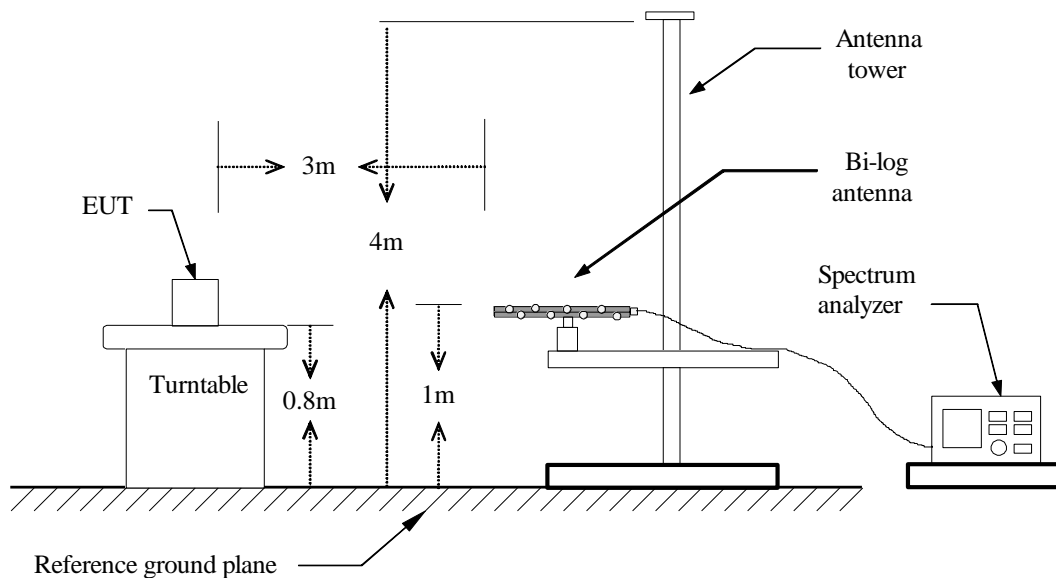 Antenna
tower
3m
Bi-log
antenna
EUT
4m
Spectrum
analyzer
Turntable
0.8m
1m
Reference ground plane